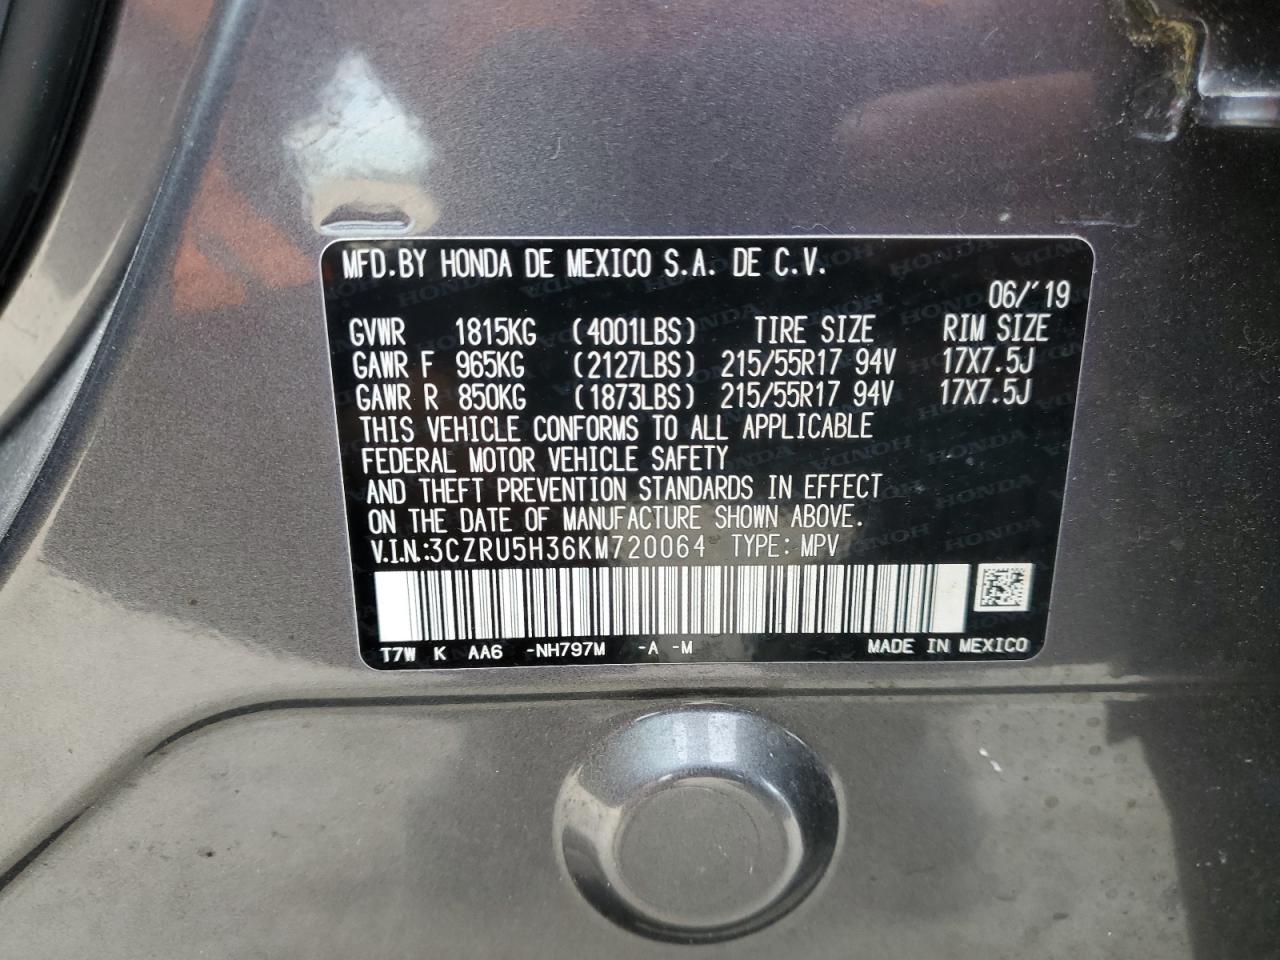 MFD.BY HONDA DE MEXICO S.A. DE C.V.
06/'19
GVWR 1815KG (4001LBS) TIRE SIZE RIM SIZE
GAWR F 965KG (2127LBS) 215/55R17 94V 17X7.5J
GAWR R 850KG (1873LBS) 215/55R17 94V 17X7.5J
THIS VEHICLE CONFORMS TO ALL APPLICABLE
FEDERAL MOTOR VEHICLE SAFETY
AND THEFT PREVENTION STANDARDS IN EFFECT
ON THE DATE OF MANUFACTURE SHOWN ABOVE.
V.I.N.:3CZRU5H36KM720064 TYPE: MPV
T7W K AA6 -NH797M -A -M MADE IN MEXICO